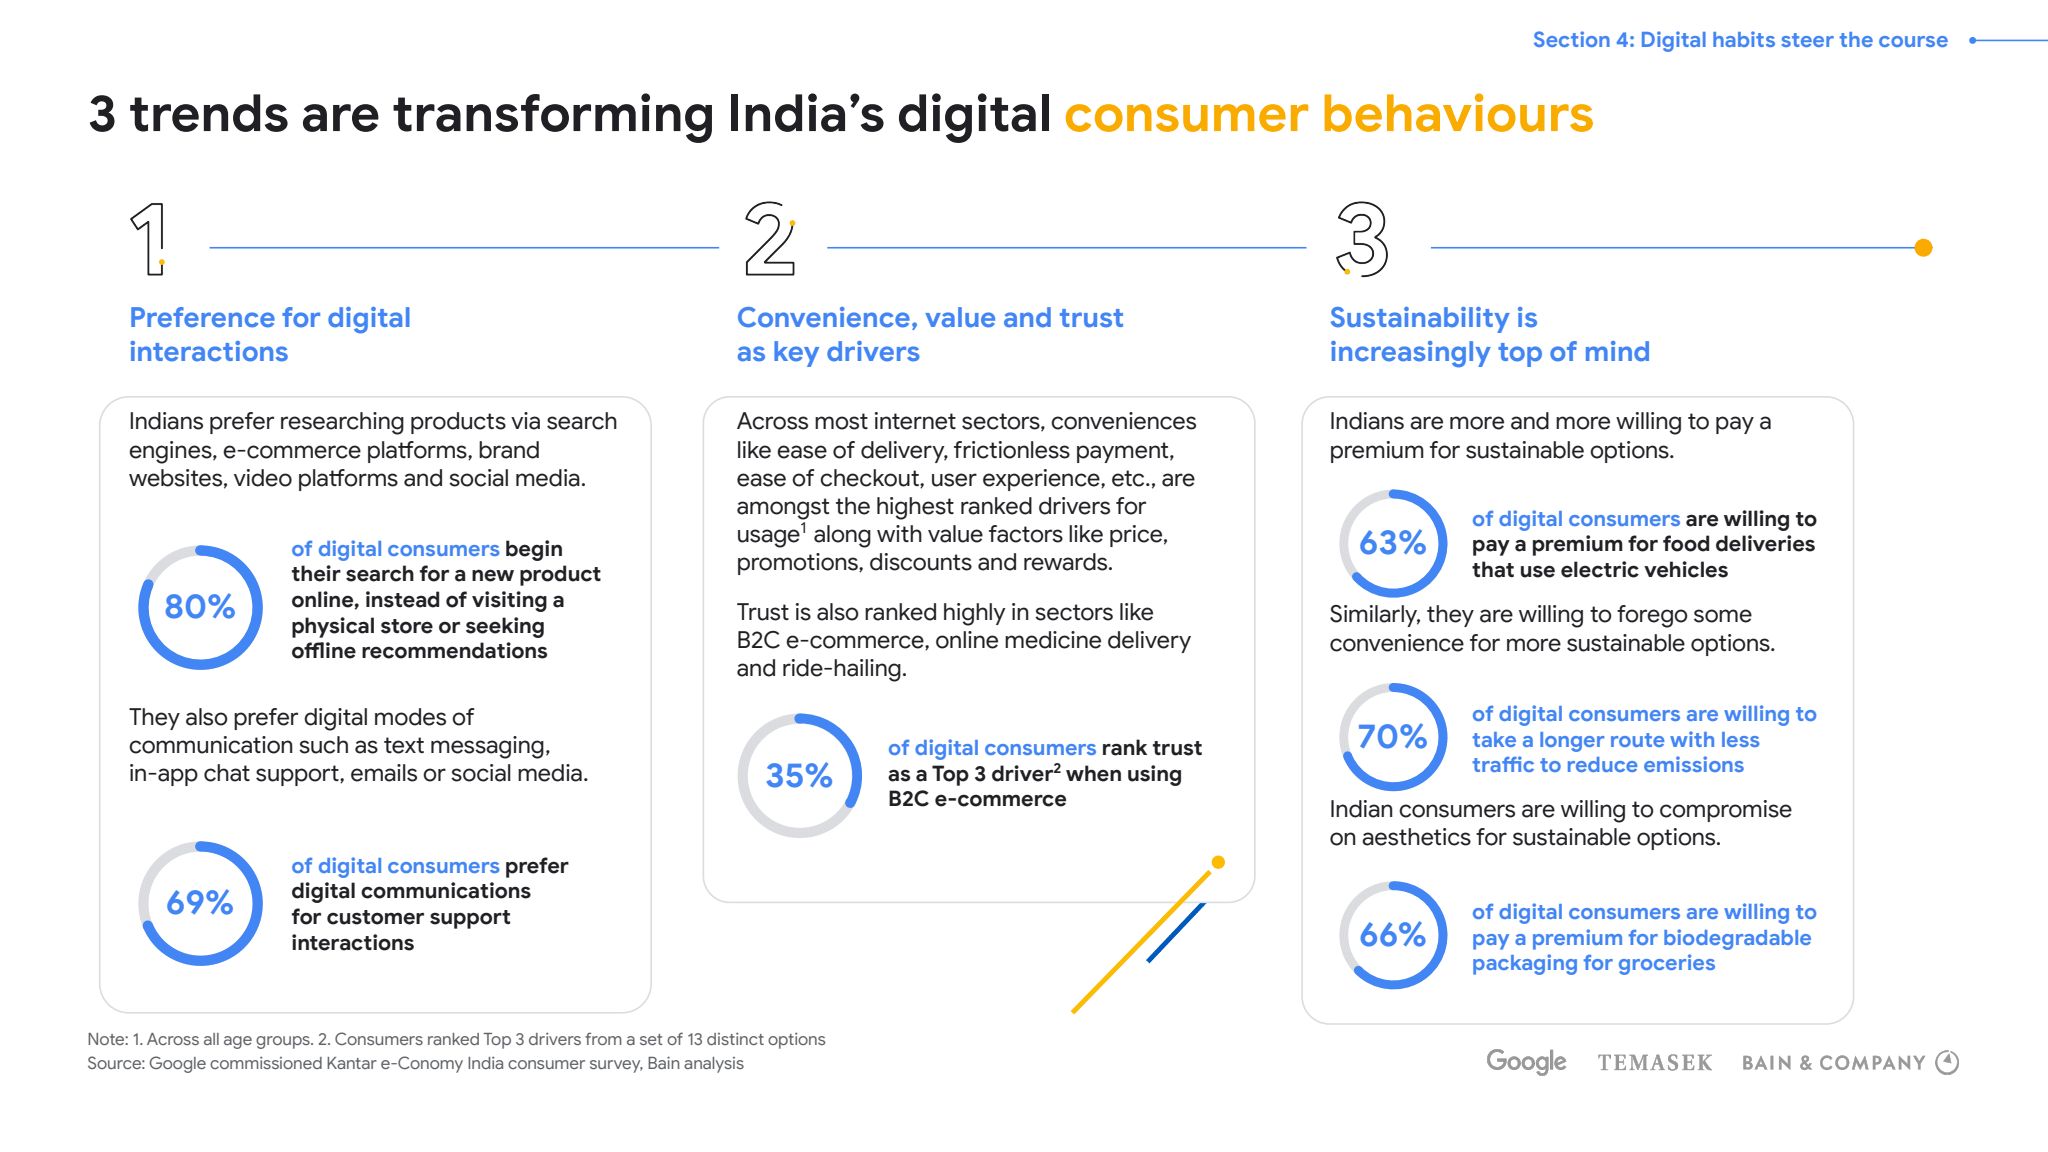 Section 4: Digital habits steer the course
3 trends are transforming India’s digital consumer behaviours
1
Preference for digital
interactions
Indians prefer researching products via search
engines, e-commerce platforms, brand
websites, video platforms and social media.
80%
of digital consumers begin
their search for a new product
online, instead of visiting a
physical store or seeking
offline recommendations
They also prefer digital modes of
communication such as text messaging,
in-app chat support, emails or social media.
69%
of digital consumers prefer
digital communications
for customer support
interactions
2
Convenience, value and trust
as key drivers
Across most internet sectors, conveniences
like ease of delivery, frictionless payment,
ease of checkout, user experience, etc., are
amongst the highest ranked drivers for
usage¹ along with value factors like price,
promotions, discounts and rewards.
Trust is also ranked highly in sectors like
B2C e-commerce, online medicine delivery
and ride-hailing.
35%
of digital consumers rank trust
as a Top 3 driver² when using
B2C e-commerce
3
Sustainability is
increasingly top of mind
Indians are more and more willing to pay a
premium for sustainable options.
63%
of digital consumers are willing to
pay a premium for food deliveries
that use electric vehicles
Similarly, they are willing to forego some
convenience for more sustainable options.
70%
of digital consumers are willing to
take a longer route with less
traffic to reduce emissions
Indian consumers are willing to compromise
on aesthetics for sustainable options.
66%
of digital consumers are willing to
pay a premium for biodegradable
packaging for groceries
Note: 1. Across all age groups. 2. Consumers ranked Top 3 drivers from a set of 13 distinct options
Source: Google commissioned Kantar e-Conomy India consumer survey, Bain analysis
Google TEMASEK BAIN & COMPANY